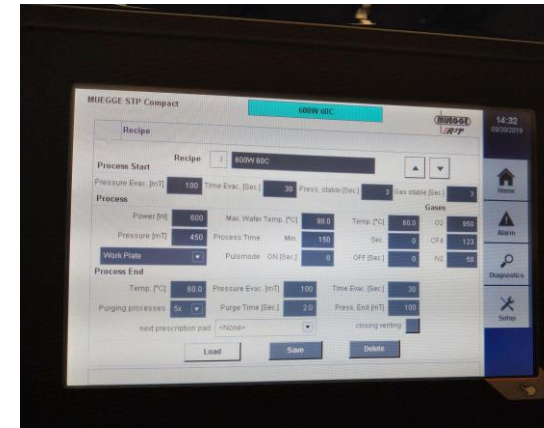 MUEGGE STP Compact
600W 60C
MUEGGE
R3T
14:32
09/30/2019
Recipe
Process Start Recipe 3 600W 60C
Pressure Evac. [mT] 100 Time Evac. [Sec.] 30 Press. stable [Sec.] 3 Gas stable [Sec.] 3
Process Gases
Power [W] 600 Max. Wafer Temp. [°C] 90.0 Temp. [°C] 60.0 O2 950
Pressure [mT] 450 Process Time Min. 150 Sec. 0 CF4 123
Work Plate Pulsmode ON [Sec.] 0 OFF [Sec.] 0 N2 50
Process End
Temp. [°C] 60.0 Pressure Evac. [mT] 100 Time Evac. [Sec.] 30
Purging processes 5x Purge Time [Sec.] 2.0 Press. End [mT] 100
next prescription pad <None> closing venting
Load Save Delete
Home
Alarm
Diagnostics
Setup